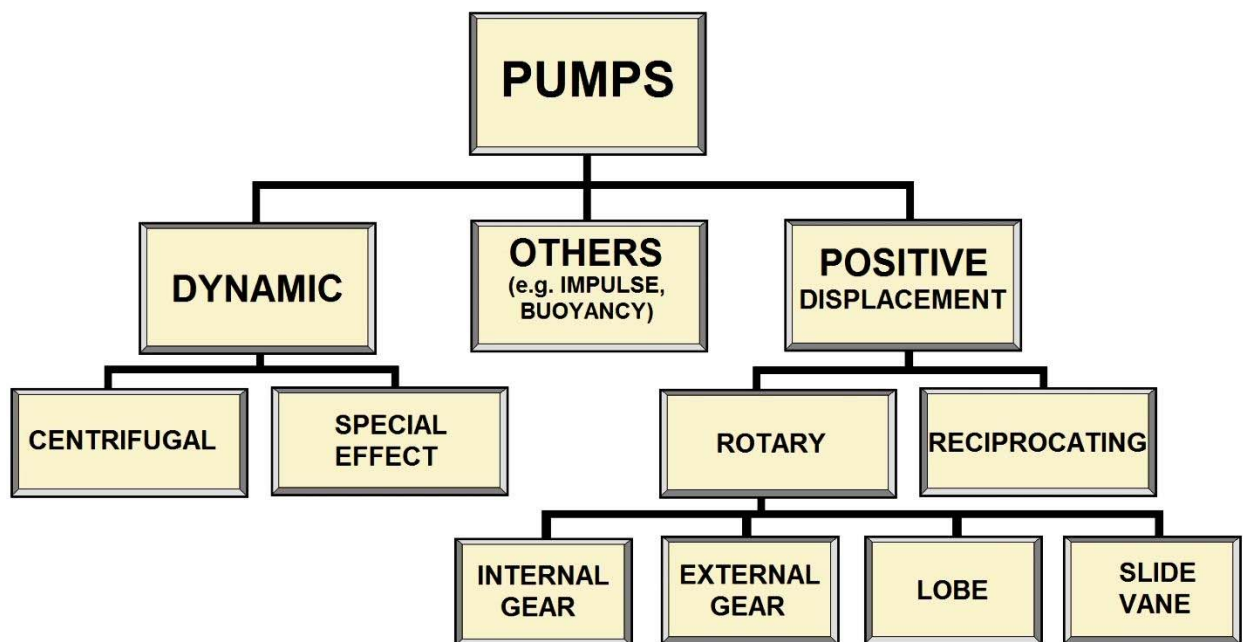 PUMPS
DYNAMIC
OTHERS
(e.g. IMPULSE,
BUOYANCY)
POSITIVE
DISPLACEMENT
CENTRIFUGAL
SPECIAL
EFFECT
ROTARY
RECIPROCATING
INTERNAL
GEAR
EXTERNAL
GEAR
LOBE
SLIDE
VANE